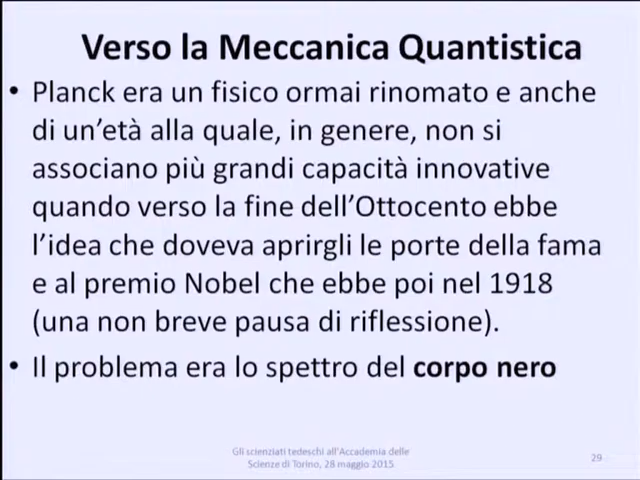 Verso la Meccanica Quantistica
• Planck era un fisico ormai rinomato e anche
di un'età alla quale, in genere, non si
associano più grandi capacità innovative
quando verso la fine dell'Ottocento ebbe
l'idea che doveva aprirgli le porte della fama
e al premio Nobel che ebbe poi nel 1918
(una non breve pausa di riflessione).
• Il problema era lo spettro del corpo nero
Gli scienziati tedeschi all'Accademia delle
Scienze di Torino, 28 maggio 2015
29